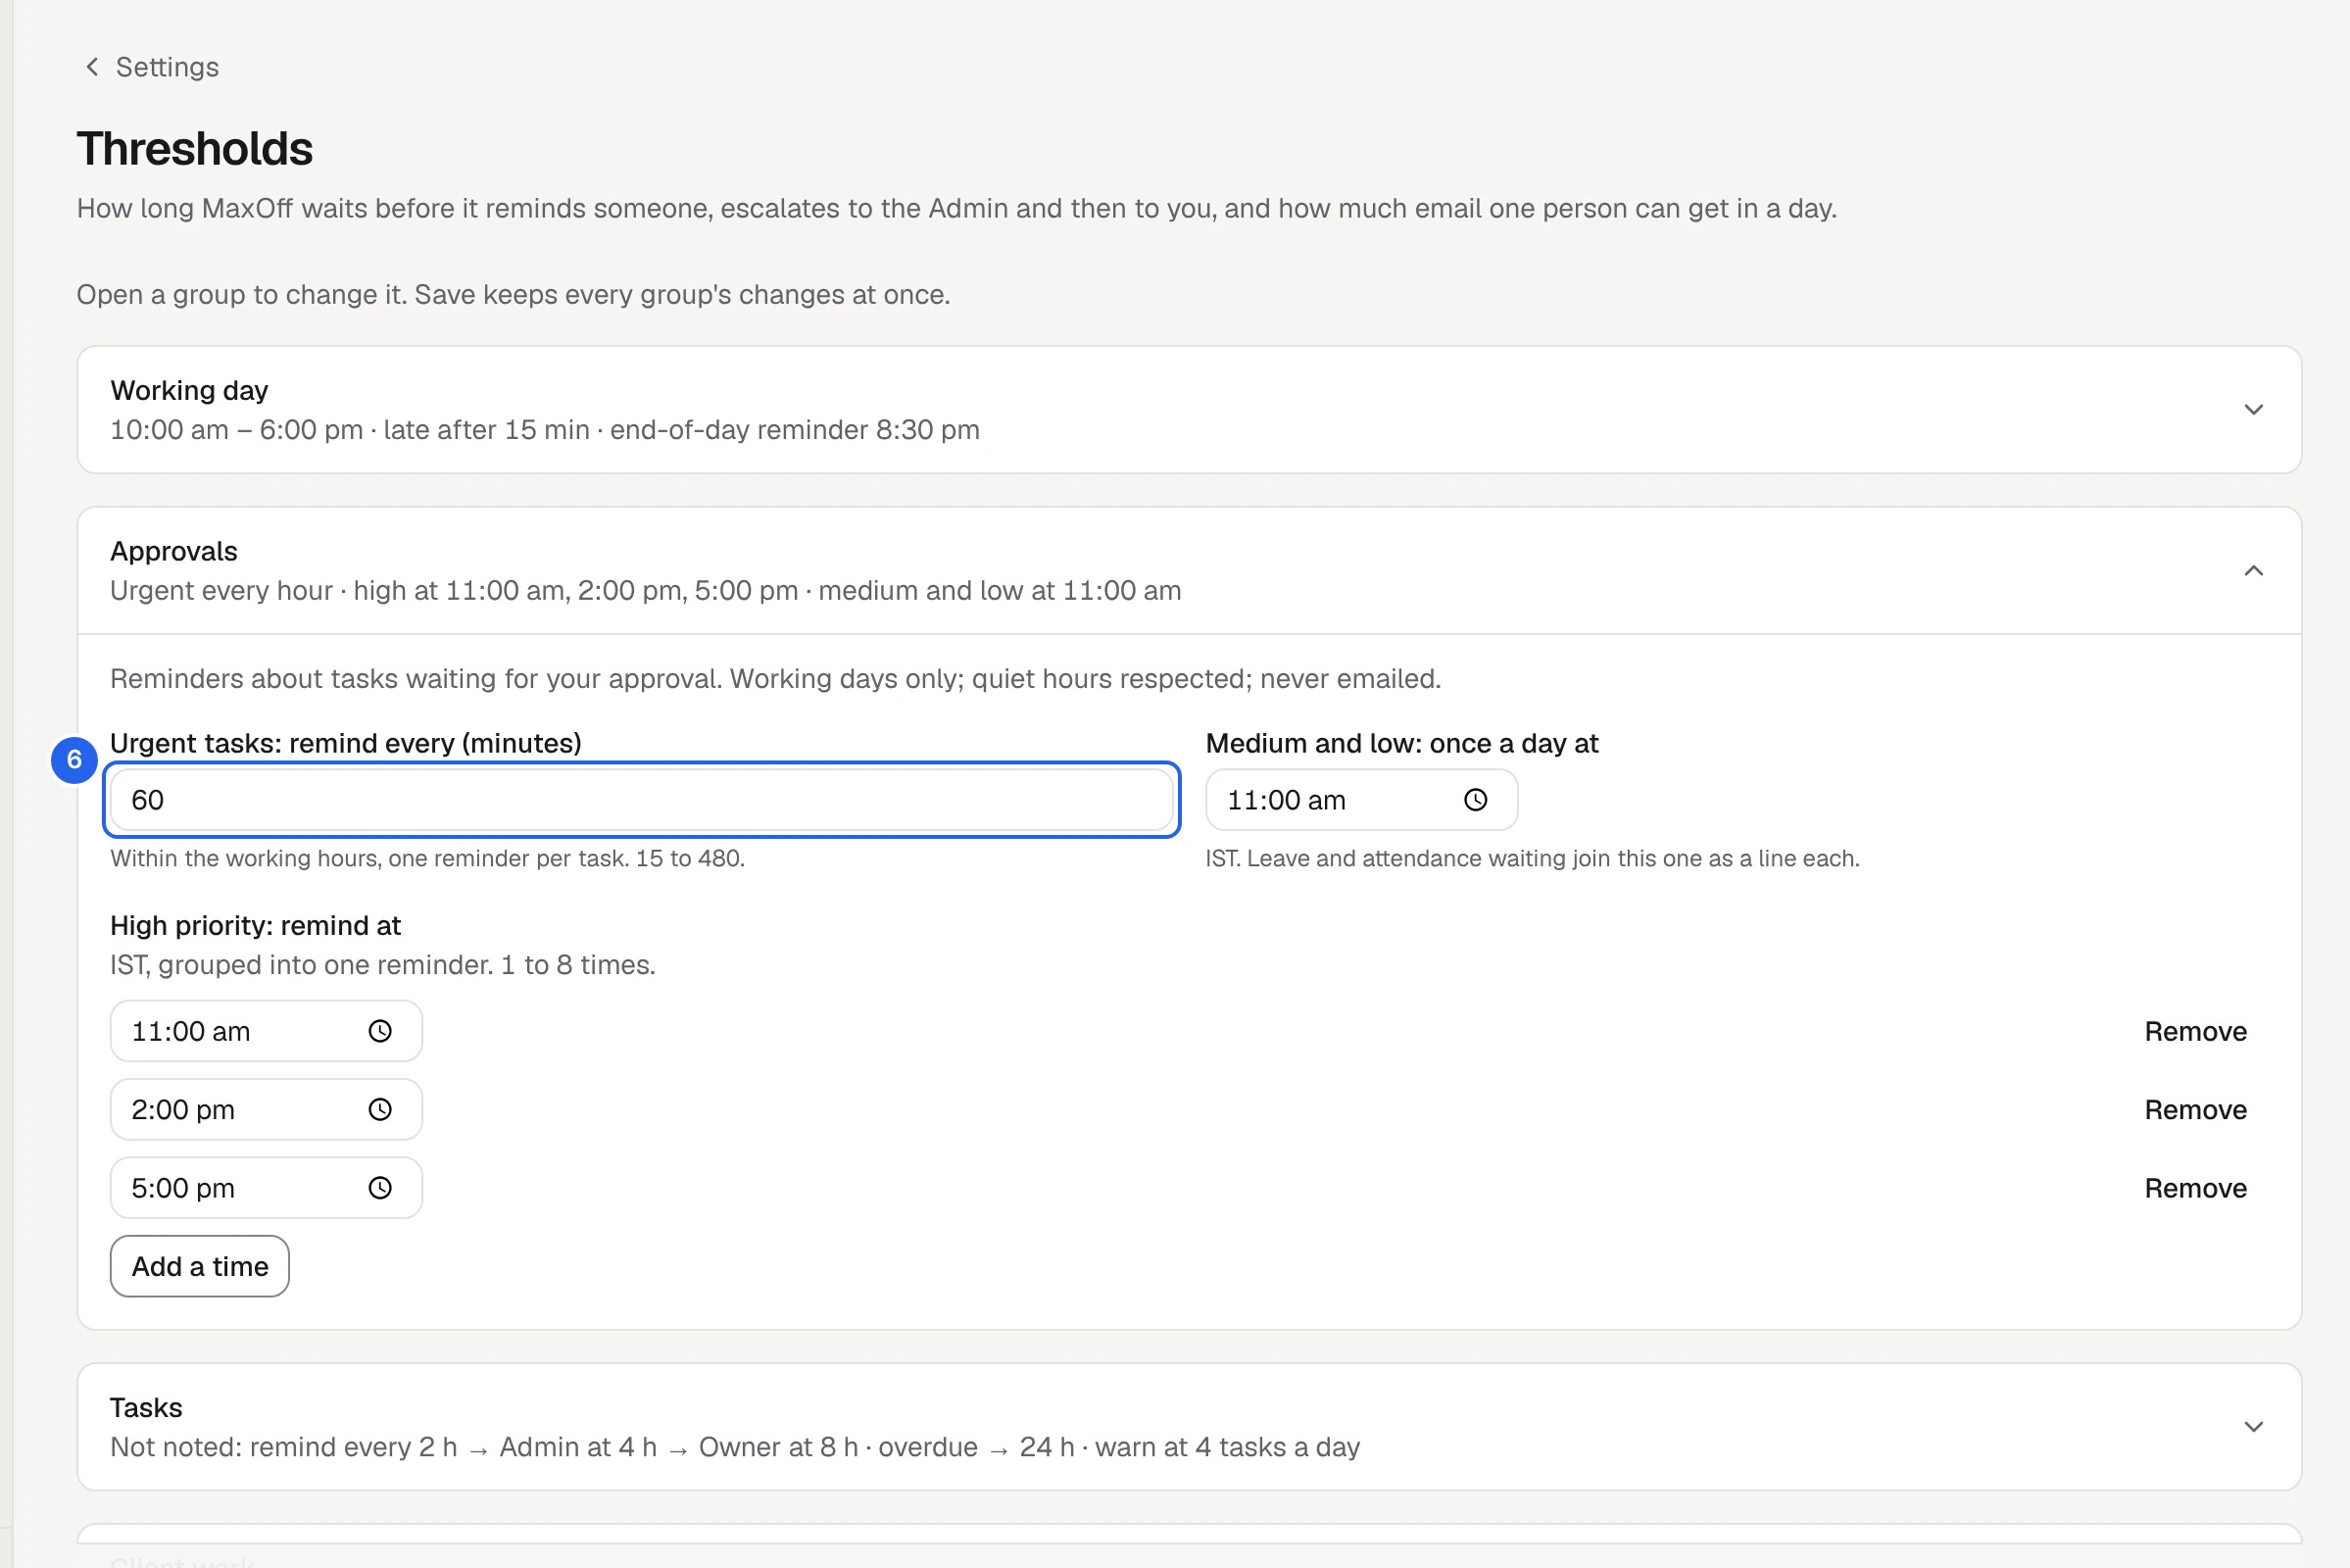 Settings
Thresholds
How long MaxOff waits before it reminds someone, escalates to the Admin and then to you, and how much email one person can get in a day.
Open a group to change it. Save keeps every group's changes at once.
Working day
10:00 am – 6:00 pm · late after 15 min · end-of-day reminder 8:30 pm
Approvals
Urgent every hour · high at 11:00 am, 2:00 pm, 5:00 pm · medium and low at 11:00 am
Reminders about tasks waiting for your approval. Working days only; quiet hours respected; never emailed.
6
Urgent tasks: remind every (minutes)
60
Within the working hours, one reminder per task. 15 to 480.
Medium and low: once a day at
11:00 am
IST. Leave and attendance waiting join this one as a line each.
High priority: remind at
IST, grouped into one reminder. 1 to 8 times.
11:00 am Remove
2:00 pm Remove
5:00 pm Remove
Add a time
Tasks
Not noted: remind every 2 h → Admin at 4 h → Owner at 8 h · overdue → 24 h · warn at 4 tasks a day
Client work